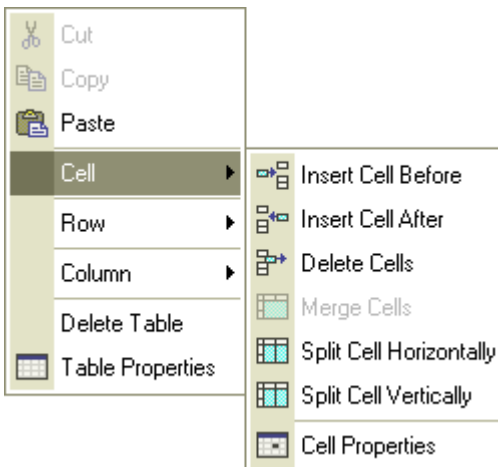 Cut
Copy
Paste
Cell
Row
Column
Delete Table
Table Properties
Insert Cell Before
Insert Cell After
Delete Cells
Merge Cells
Split Cell Horizontally
Split Cell Vertically
Cell Properties